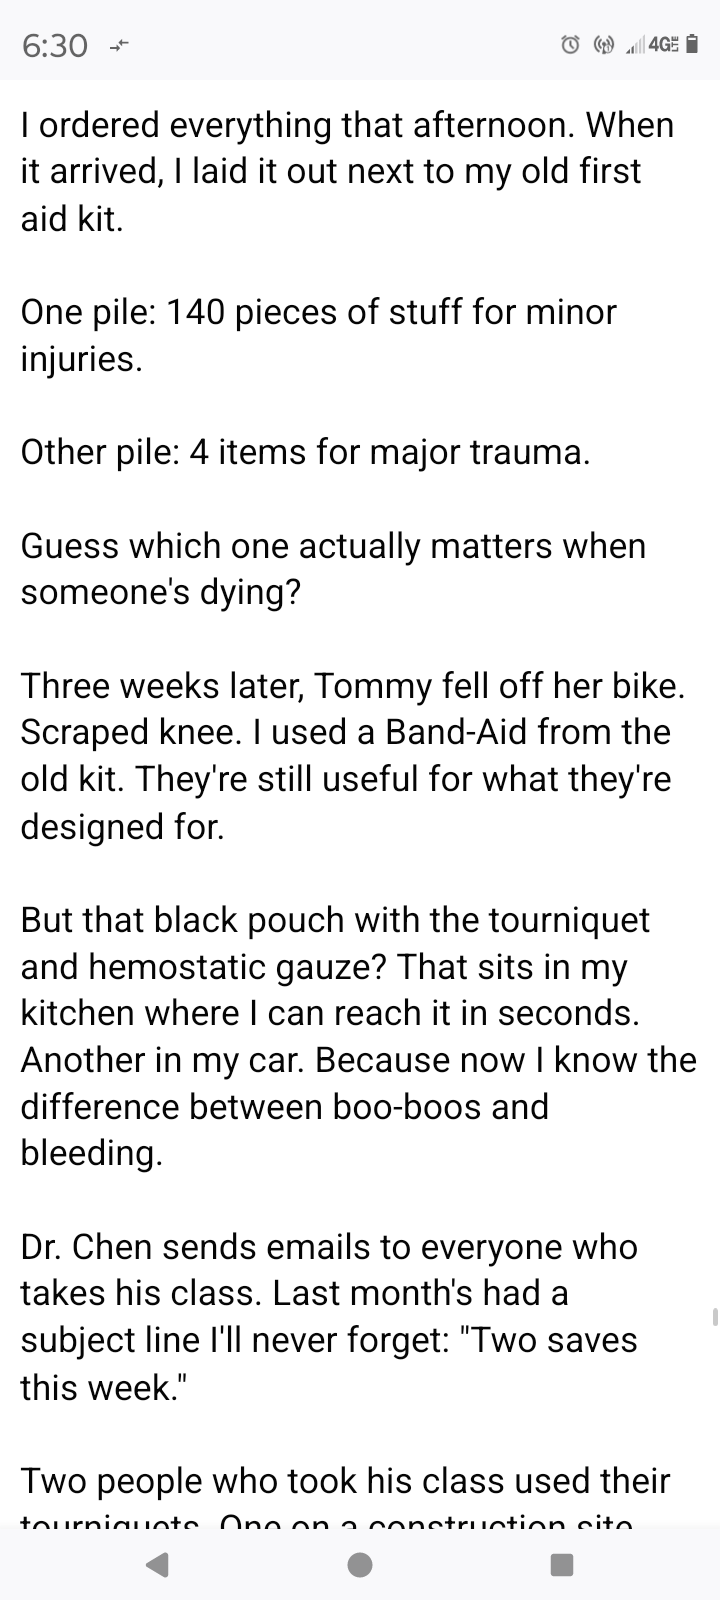 6:30
4GE
I ordered everything that afternoon. When
it arrived, I laid it out next to my old first
aid kit.
One pile: 140 pieces of stuff for minor
injuries.
Other pile: 4 items for major trauma.
Guess which one actually matters when
someone's dying?
Three weeks later, Tommy fell off her bike.
Scraped knee. I used a Band-Aid from the
old kit. They're still useful for what they're
designed for.
But that black pouch with the tourniquet
and hemostatic gauze? That sits in my
kitchen where I can reach it in seconds.
Another in my car. Because now I know the
difference between boo-boos and
bleeding.
Dr. Chen sends emails to everyone who
takes his class. Last month's had a
subject line I'll never forget: "Two saves
this week."
Two people who took his class used their
tourniquets. One on a construction site